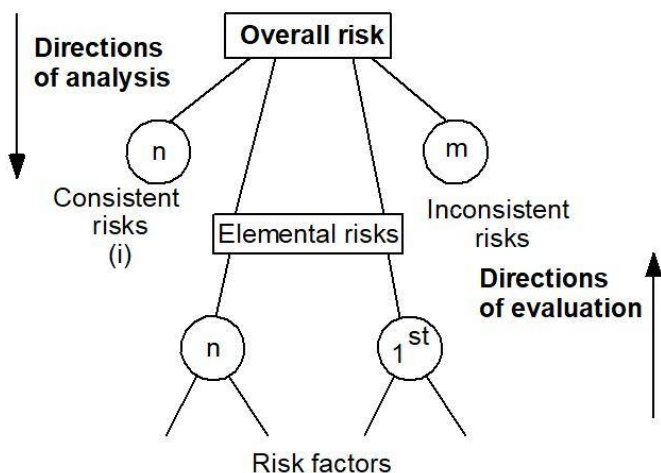 Overall risk
Directions
of analysis
n
m
Consistent
risks
(i)
Inconsistent
risks
Elemental risks
Directions
of evaluation
n
1st
Risk factors